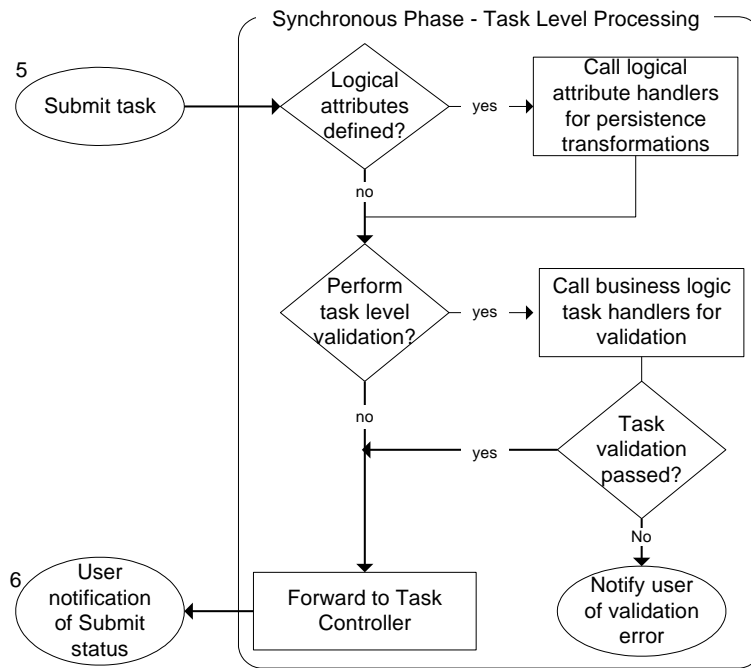 Synchronous Phase - Task Level Processing
5
Submit task
Logical
attributes
defined?
yes
Call logical
attribute handlers
for persistence
transformations
no
Perform
task level
validation?
yes
Call business logic
task handlers for
validation
no
Task
validation
passed?
yes
No
6
User
notification
of Submit
status
Forward to Task
Controller
Notify user
of validation
error